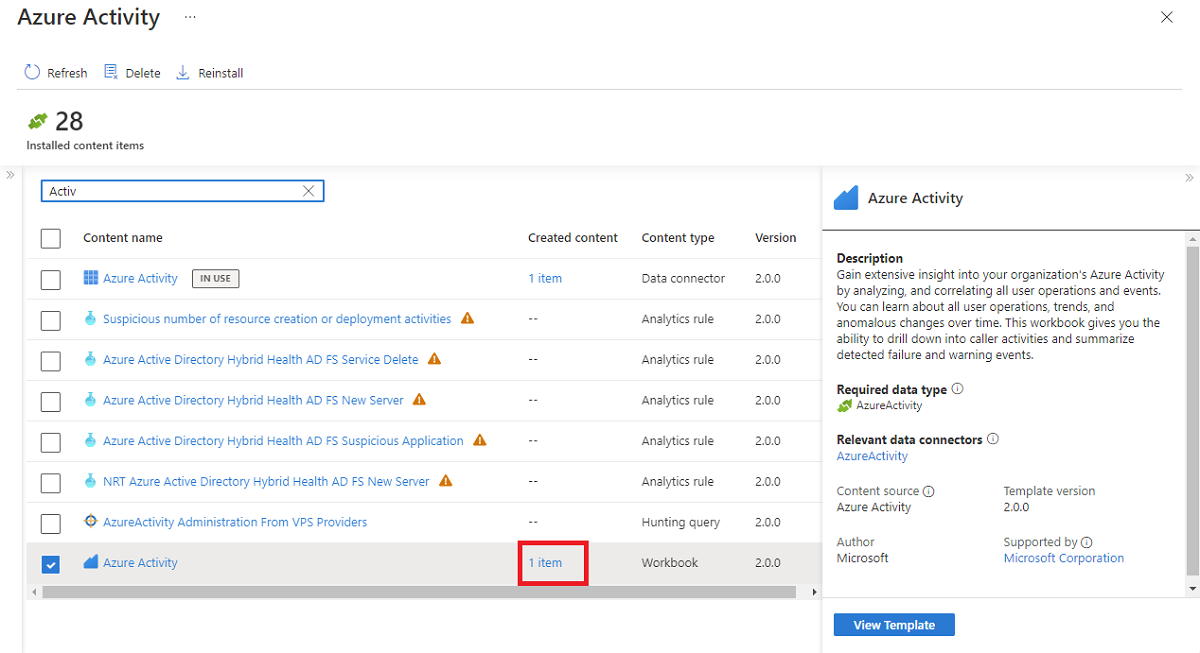 Azure Activity ...
Refresh Delete Reinstall
28
Installed content items
Activ
Content name Created content Content type Version
Azure Activity IN USE 1 item Data connector 2.0.0
Suspicious number of resource creation or deployment activities -- Analytics rule 2.0.0
Azure Active Directory Hybrid Health AD FS Service Delete -- Analytics rule 2.0.0
Azure Active Directory Hybrid Health AD FS New Server -- Analytics rule 2.0.0
Azure Active Directory Hybrid Health AD FS Suspicious Application -- Analytics rule 2.0.0
NRT Azure Active Directory Hybrid Health AD FS New Server -- Analytics rule 2.0.0
AzureActivity Administration From VPS Providers -- Hunting query 2.0.0
Azure Activity 1 item Workbook 2.0.0
Azure Activity
Description
Gain extensive insight into your organization's Azure Activity
by analyzing, and correlating all user operations and events.
You can learn about all user operations, trends, and
anomalous changes over time. This workbook gives you the
ability to drill down into caller activities and summarize
detected failure and warning events.
Required data type
AzureActivity
Relevant data connectors
AzureActivity
Content source Template version
Azure Activity 2.0.0
Author Supported by
Microsoft Microsoft Corporation
View Template